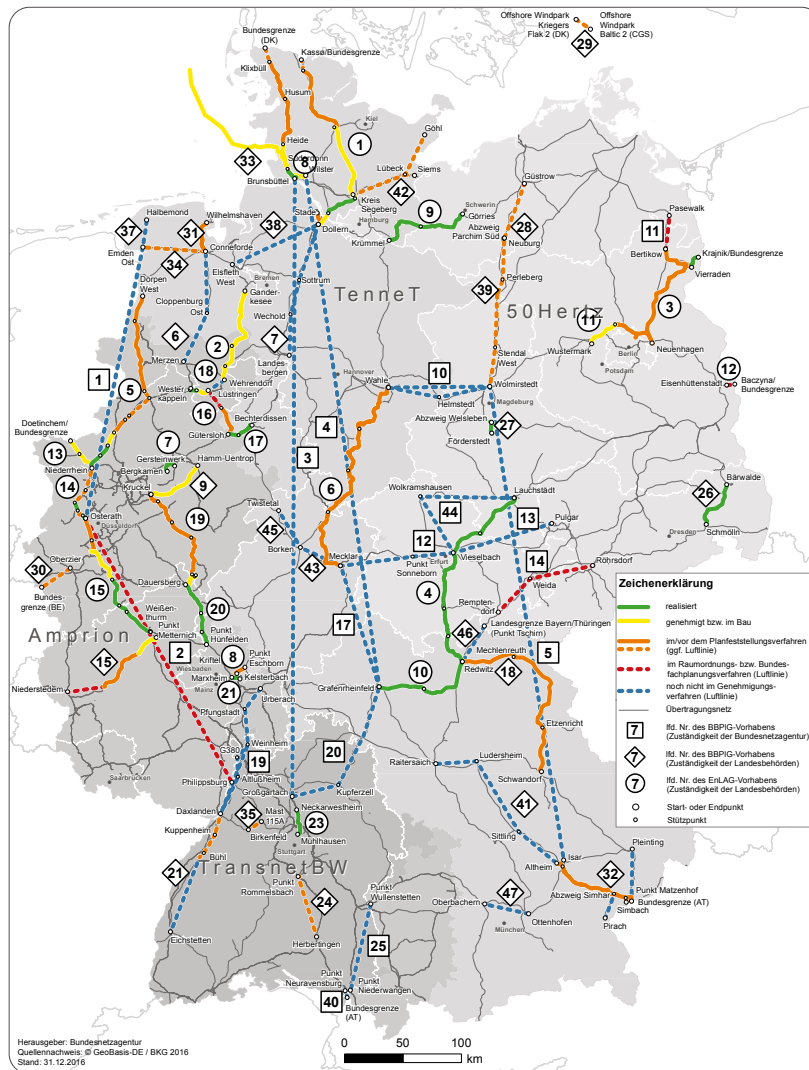 Offshore Windpark
Kriegers
Flak 2 (DK)
Offshore
Windpark
Baltic 2 (CGS)
29
Bundesgrenze
(DK)
Kassø/Bundesgrenze
Klixbüll
Husum
Kiel
Göhl
1
Heide
33
Süderdonn
8
Wilster
Brunsbüttel
Lübeck
Siems
42
Güstrow
Kreis
Segeberg
Schwerin
Pasewalk
Halbemond
Wilhelmshaven
Stade
Hamburg
9
Görries
37
31
38
Dollern
Abzweig
Parchim Süd
28
11
Krümmel
Neuburg
Bertikow
Krajnik/Bundesgrenze
Emden
Ost
Conneforde
34
Elsfleth
West
Bremen
Vierraden
Dörpen
West
Sottrum
Perleberg
39
Ganderkesee
TenneT
Cloppenburg
Ost
50Hertz
3
Wechold
11
6
2
7
Stendal
West
Wustermark
Berlin
Neuenhagen
Merzen
Landesbergen
Potsdam
18
Hannover
1
5
Wehrendorf
Wahle
10
Wolmirstedt
12
Westerkappeln
Lüstringen
Helmstedt
Magdeburg
Baczyna/
Bundesgrenze
Eisenhüttenstadt
16
Bechterdissen
4
Abzweig Welsleben
27
Doetinchem/
Bundesgrenze
Gütersloh
17
Förderstedt
7
13
Gersteinwerk
Hamm-Uentrop
3
Niederrhein
Bergkamen
Bärwalde
14
Kruckel
9
6
Wolkramshausen
Lauchstädt
26
Osterath
Düsseldorf
19
Twistetal
44
13
Pulgar
45
12
Dresden
Schmölln
Borken
43
Mecklar
Erfurt
Vieselbach
30
Oberzier
Punkt
Sonneborn
14
Röhrsdorf
Bundesgrenze (BE)
Dauersberg
Weida
15
4
Zeichenerklärung
Weißenthurm
20
Remptendorf
realisiert
Punkt
Metternich
17
Landesgrenze Bayern/Thüringen
(Punkt Tschirn)
genehmigt bzw. im Bau
Amprion
Punkt
Hünfelden
46
im/vor dem Planfeststellungsverfahren
(ggf. Luftlinie)
2
Kriftel
8
Punkt
Eschborn
Mechlenreuth
5
15
Wiesbaden
Redwitz
18
im Raumordnungs- bzw. Bundes-
fachplanungsverfahren (Luftlinie)
Marxheim
Kelsterbach
Niederstedem
Mainz
21
Grafenrheinfeld
10
noch nicht im Genehmigungs-
verfahren (Luftlinie)
Urberach
Pfungstadt
Übertragungsnetz
Etzenricht
7
lfd. Nr. des BBPlG-Vorhabens
(Zuständigkeit der Bundesnetzagentur)
20
Weinheim
G380
19
Raitersaich
Ludersheim
7
lfd. Nr. des BBPlG-Vorhabens
(Zuständigkeit der Landesbehörden)
Saarbrücken
Altlußheim
Schwandorf
Philippsburg
Kupferzell
7
lfd. Nr. des EnLAG-Vorhabens
(Zuständigkeit der Landesbehörden)
Großgartach
41
Daxlanden
35
Mast
115A
Neckarwestheim
Start- oder Endpunkt
23
Stützpunkt
Kuppenheim
Birkenfeld
Mühlhausen
Sittling
Stuttgart
Pleinting
Bühl
Isar
TransnetBW
Altheim
32
21
Punkt
Rommelsbach
Punkt
Wullenstetten
Abzweig Simhar
Punkt Matzenhof
24
47
Bundesgrenze (AT)
Oberbachern
Simbach
Ottenhofen
Pirach
München
Eichstetten
Herbertingen
25
Punkt
Neuravensburg
Punkt
Niederwangen
40
Bundesgrenze
(AT)
Herausgeber: Bundesnetzagentur
Quellennachweis: © GeoBasis-DE / BKG 2016
Stand: 31.12.2016
0 50 100
km